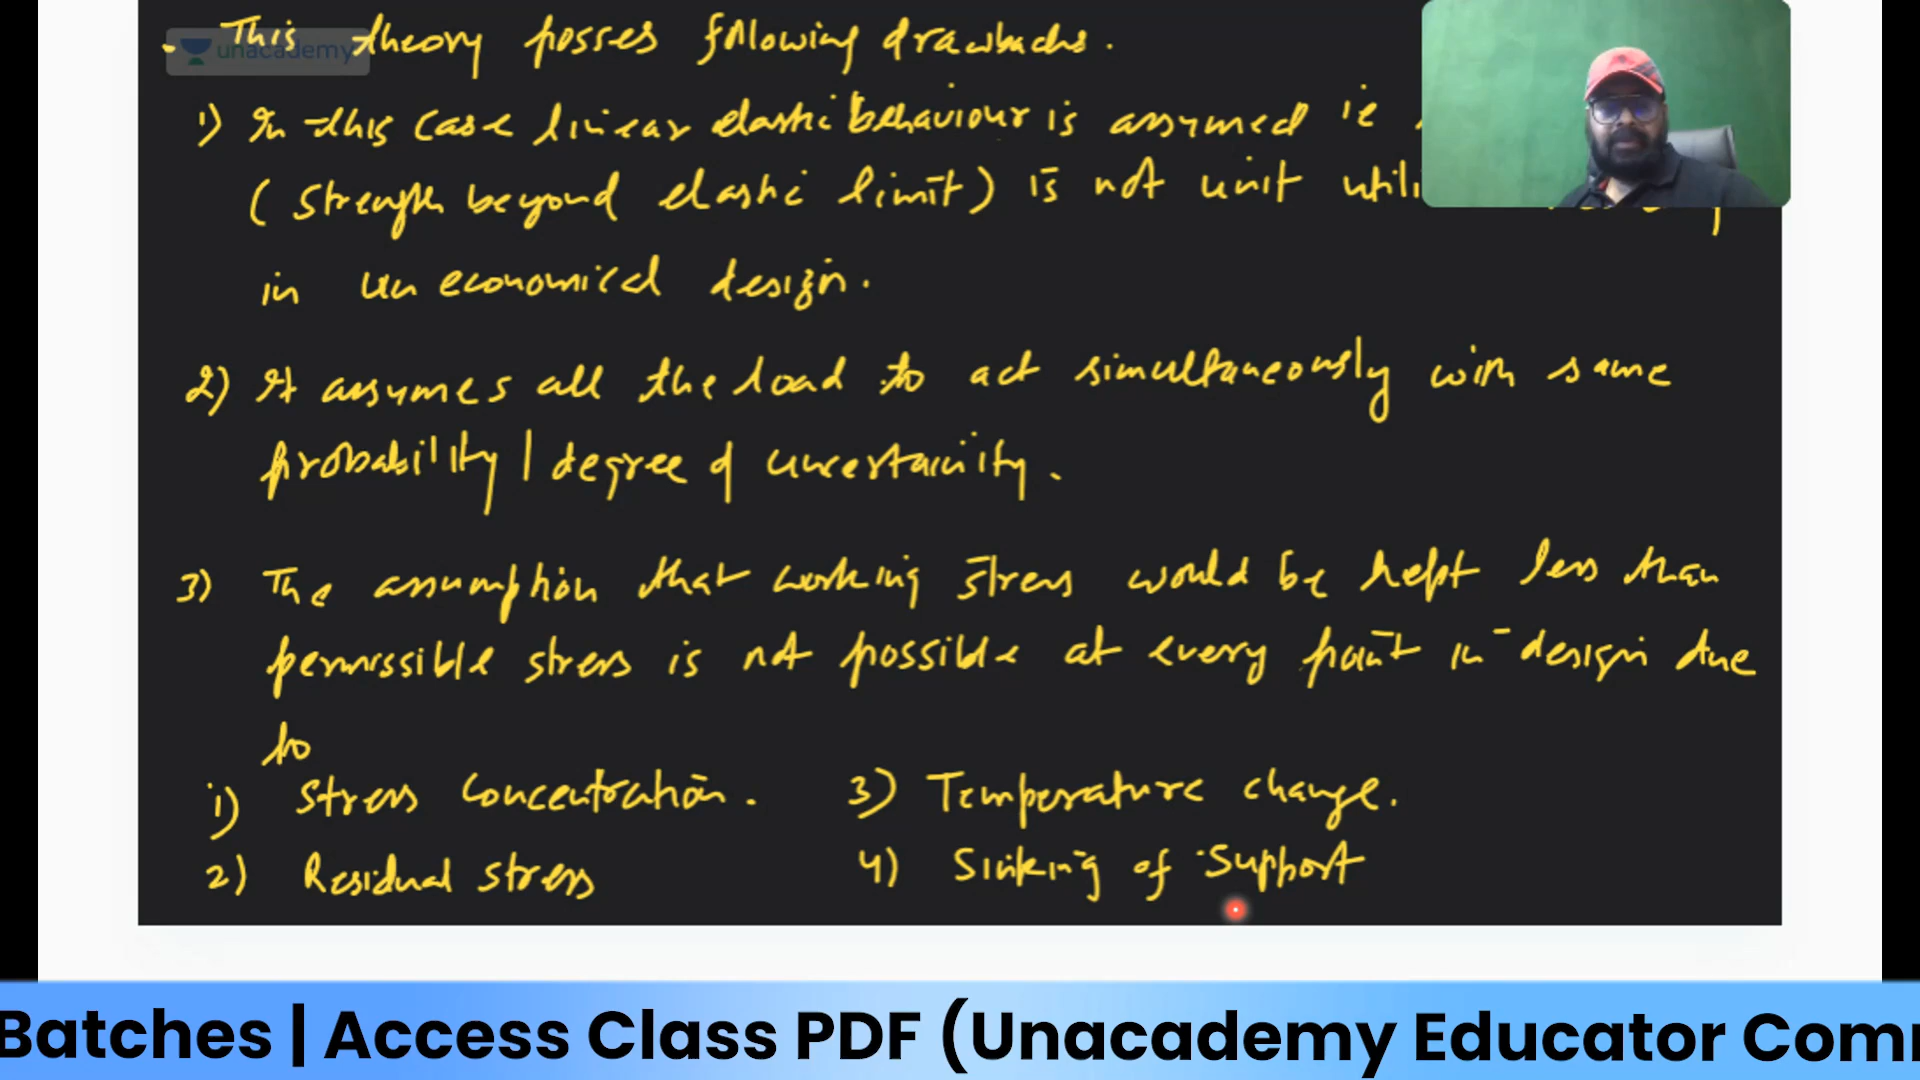 - This theory posses following drawbacks.
unacademy
1) In this case linear elastic behaviour is assumed ie
(strength beyond elastic limit) is not unit utili
in uneconomical design.
2) It assumes all the load to act simultaneously with same
probability | degree of uncertainity.
3) The assumption that working stress would be kept less than
permissible stress is not possible at every point in design due
to
i) Stress Concentration.
3) Temperature change.
2) Residual stress
4) Sinking of Support
Batches | Access Class PDF (Unacademy Educator Com